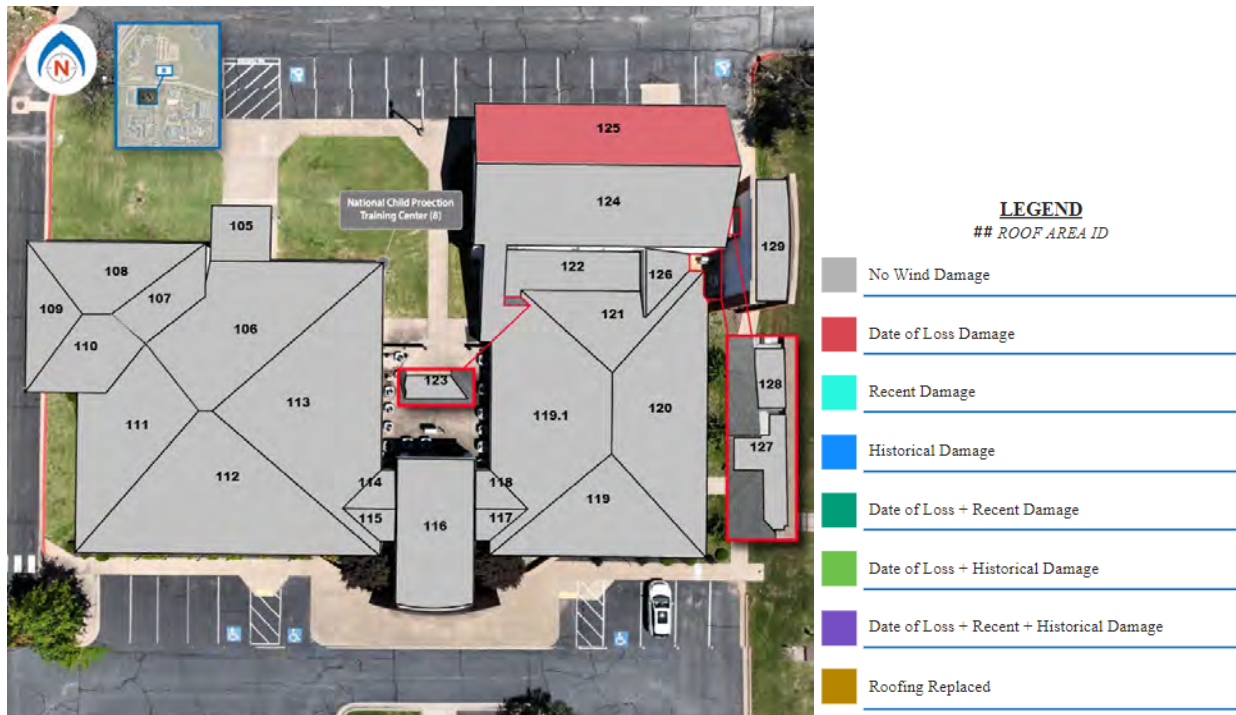 N
8
National Child Proection
Training Center (8)
105
106
107
108
109
110
111
112
113
114
115
116
117
118
119
119.1
120
121
122
123
124
125
126
127
128
129
LEGEND
## ROOF AREA ID
No Wind Damage
Date of Loss Damage
Recent Damage
Historical Damage
Date of Loss + Recent Damage
Date of Loss + Historical Damage
Date of Loss + Recent + Historical Damage
Roofing Replaced